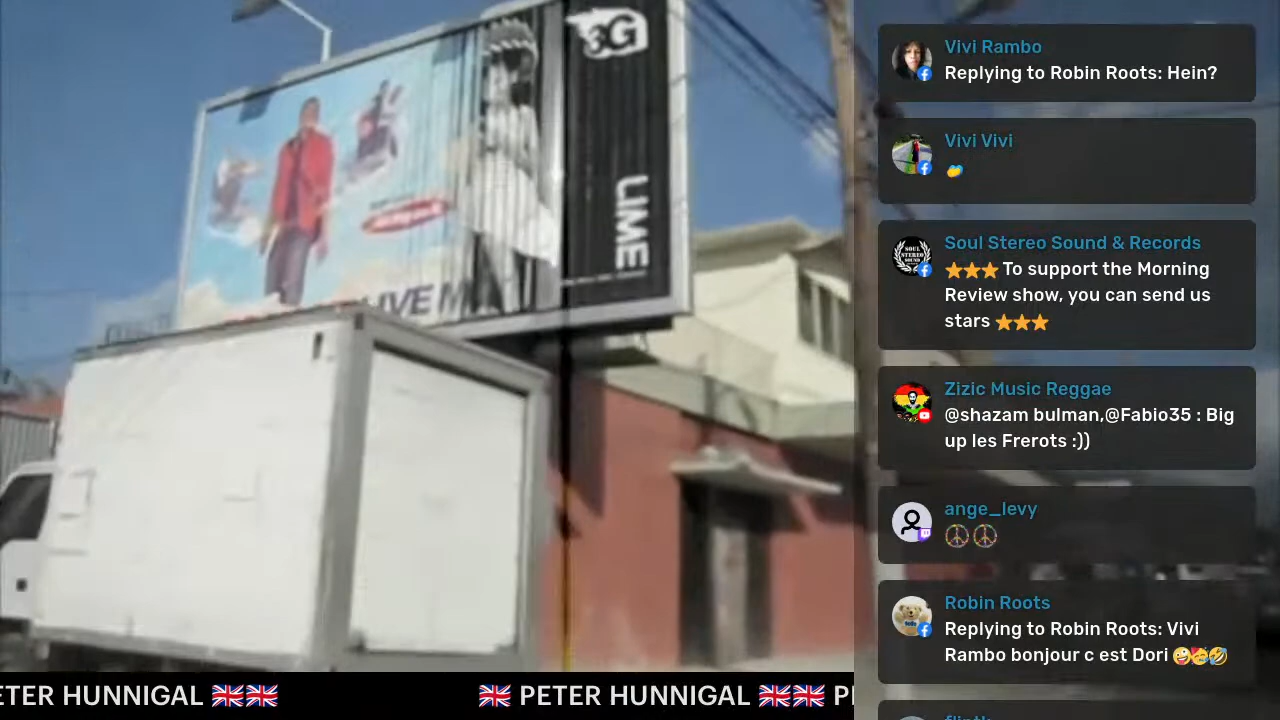 3G
LIME
LIVE
ETER HUNNIGAL 🇬🇧🇬🇧
🇬🇧 PETER HUNNIGAL 🇬🇧🇬🇧 P
Vivi Rambo
Replying to Robin Roots: Hein?
Vivi Vivi
Soul Stereo Sound & Records
⭐⭐⭐ To support the Morning
Review show, you can send us
stars ⭐⭐⭐
Zizic Music Reggae
@shazam bulman,@Fabio35 : Big
up les Frerots :))
ange_levy
Robin Roots
Replying to Robin Roots: Vivi
Rambo bonjour c est Dori 🤪🥳🤣